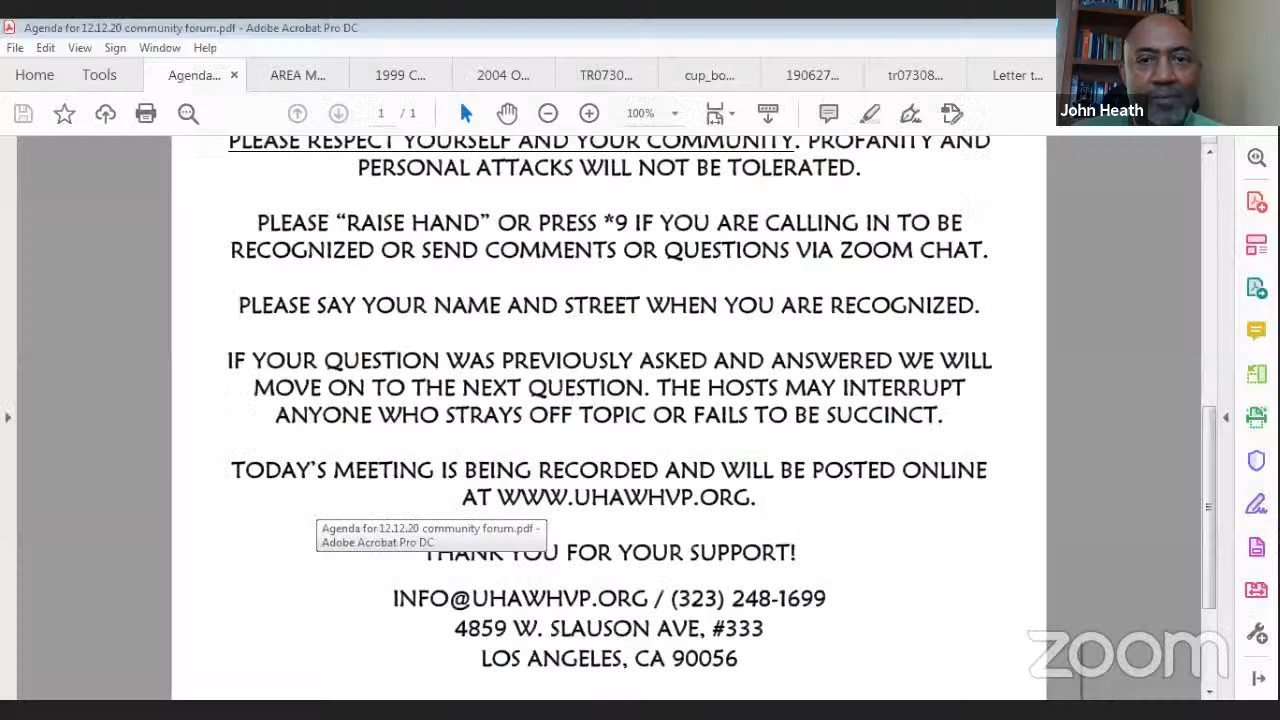 Agenda for 12.12.20 community forum.pdf - Adobe Acrobat Pro DC
File Edit View Sign Window Help
Home Tools Agenda... × AREA M... 1999 C... 2004 O... TR0730... cup_bo... 190627... tr07308... Letter t...
1 / 1 100%
John Heath
PLEASE RESPECT YOURSELF AND YOUR COMMUNITY. PROFANITY AND
PERSONAL ATTACKS WILL NOT BE TOLERATED.
PLEASE “RAISE HAND” OR PRESS *9 IF YOU ARE CALLING IN TO BE
RECOGNIZED OR SEND COMMENTS OR QUESTIONS VIA ZOOM CHAT.
PLEASE SAY YOUR NAME AND STREET WHEN YOU ARE RECOGNIZED.
IF YOUR QUESTION WAS PREVIOUSLY ASKED AND ANSWERED WE WILL
MOVE ON TO THE NEXT QUESTION. THE HOSTS MAY INTERRUPT
ANYONE WHO STRAYS OFF TOPIC OR FAILS TO BE SUCCINCT.
TODAY’S MEETING IS BEING RECORDED AND WILL BE POSTED ONLINE
AT WWW.UHAWHVP.ORG.
Agenda for 12.12.20 community forum.pdf -
Adobe Acrobat Pro DC
THANK YOU FOR YOUR SUPPORT!
INFO@UHAWHVP.ORG / (323) 248-1699
4859 W. SLAUSON AVE, #333
LOS ANGELES, CA 90056
zoom